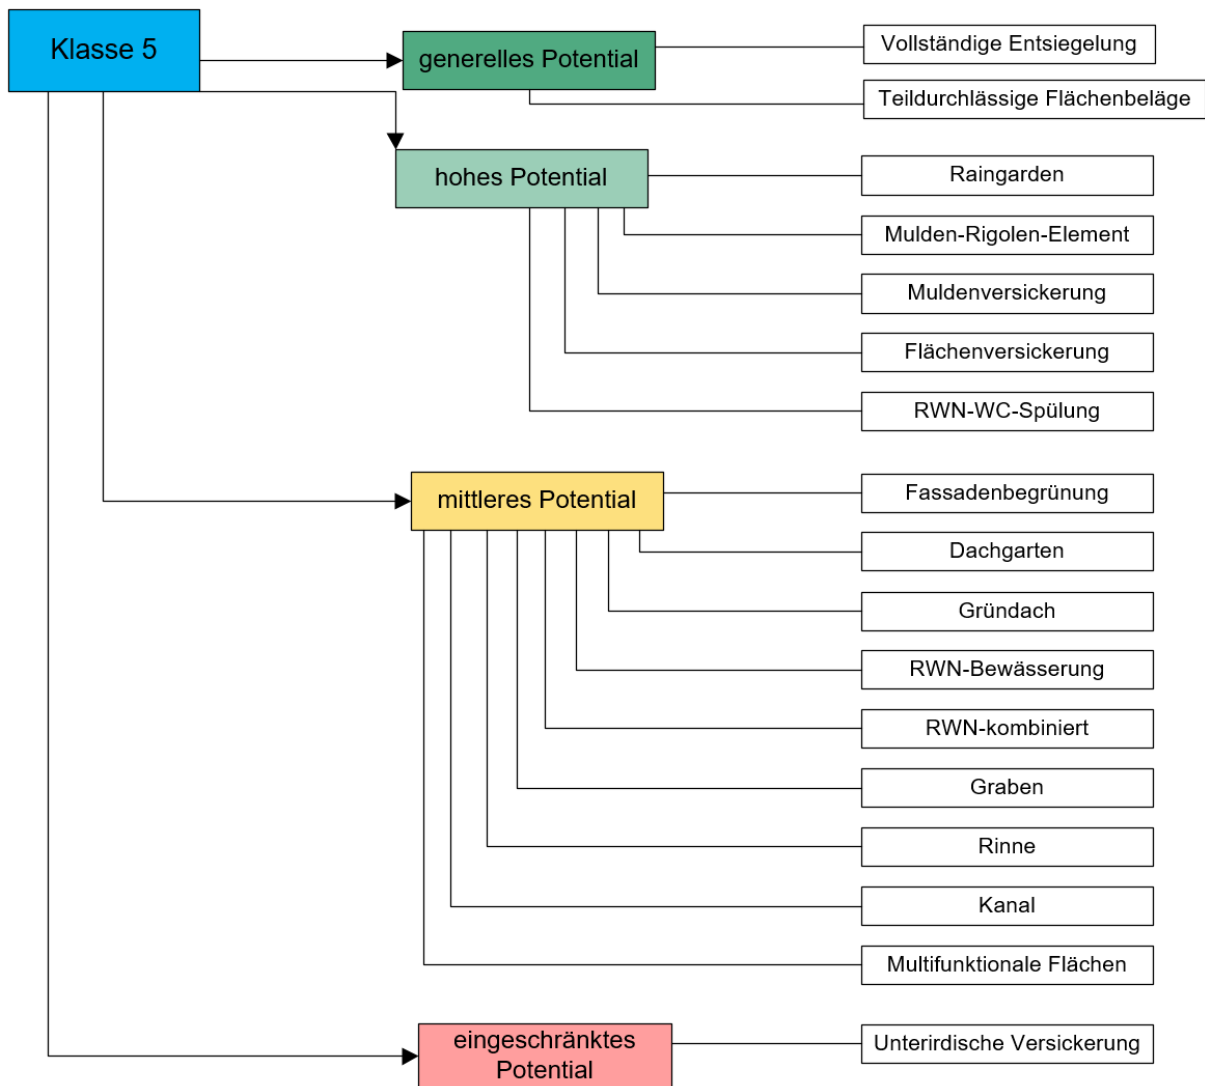 Klasse 5
generelles Potential
Vollständige Entsiegelung
Teildurchlässige Flächenbeläge
hohes Potential
Raingarden
Mulden-Rigolen-Element
Muldenversickerung
Flächenversickerung
RWN-WC-Spülung
mittleres Potential
Fassadenbegrünung
Dachgarten
Gründach
RWN-Bewässerung
RWN-kombiniert
Graben
Rinne
Kanal
Multifunktionale Flächen
eingeschränktes
Potential
Unterirdische Versickerung